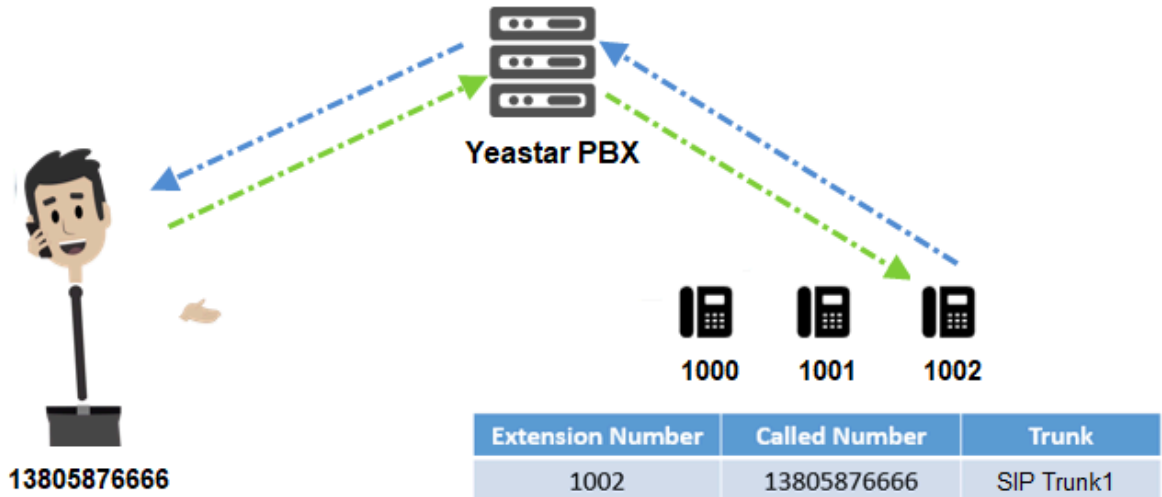 Yeastar PBX
1000 1001 1002
13805876666
Extension Number Called Number Trunk
1002 13805876666 SIP Trunk1